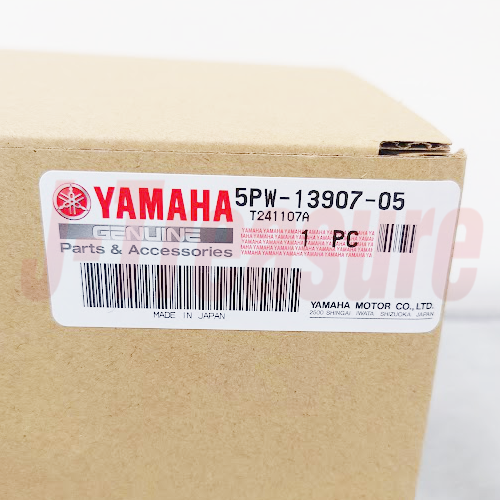 YAMAHA 5PW-13907-05
T241107A
GENUINE
Parts & Accessories
1 PC
MADE IN JAPAN
YAMAHA MOTOR CO., LTD.
2500 SHINGAI IWATA SHIZUOKA JAPAN